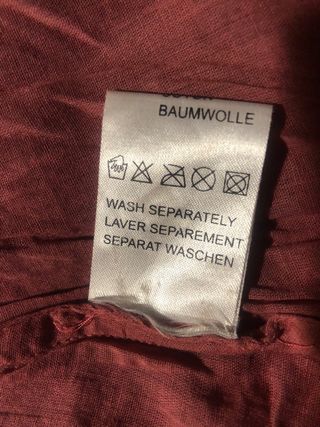 BAUMWOLLE
WASH SEPARATELY
LAVER SEPAREMENT
SEPARAT WASCHEN